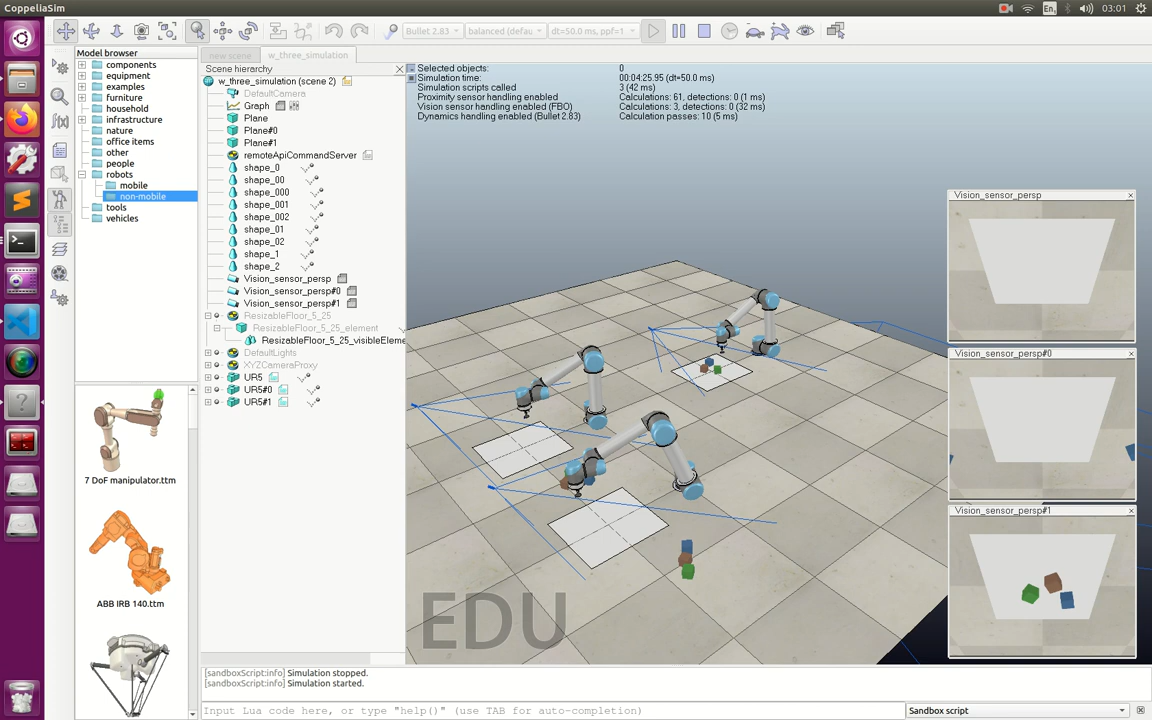 CoppeliaSim
En
03:01
Bullet 2.83
balanced (defau
dt=50.0 ms, ppf=1
Model browser
components
equipment
examples
furniture
household
infrastructure
nature
office items
other
people
robots
mobile
non-mobile
tools
vehicles
7 DoF manipulator.ttm
ABB IRB 140.ttm
new scene
w_three_simulation
Scene hierarchy
w_three_simulation (scene 2)
DefaultCamera
Graph
Plane
Plane#0
Plane#1
remoteApiCommandServer
shape_0
shape_00
shape_000
shape_001
shape_002
shape_01
shape_02
shape_1
shape_2
Vision_sensor_persp
Vision_sensor_persp#0
Vision_sensor_persp#1
ResizableFloor_5_25
ResizableFloor_5_25_element
ResizableFloor_5_25_visibleEleme
DefaultLights
XYZCameraProxy
UR5
UR5#0
UR5#1
Selected objects: 0
Simulation time: 00:04:25.95 (dt=50.0 ms)
Simulation scripts called 3 (42 ms)
Proximity sensor handling enabled Calculations: 61, detections: 0 (1 ms)
Vision sensor handling enabled (FBO) Calculations: 3, detections: 0 (32 ms)
Dynamics handling enabled (Bullet 2.83) Calculation passes: 10 (5 ms)
Vision_sensor_persp
Vision_sensor_persp#0
Vision_sensor_persp#1
EDU
[sandboxScript:info] Simulation stopped.
[sandboxScript:info] Simulation started.
Input Lua code here, or type "help()" (use TAB for auto-completion)
Sandbox script